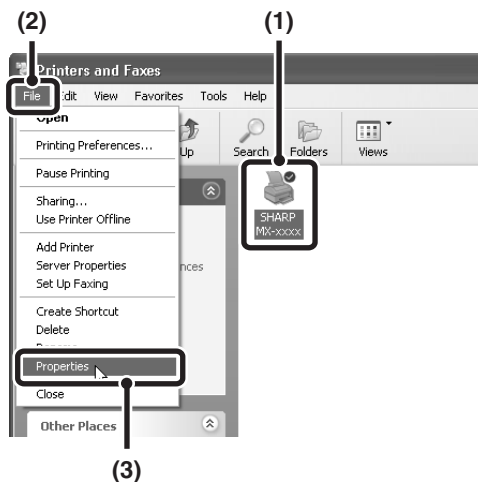 (2) (1)
Printers and Faxes
File Edit View Favorites Tools Help
Open
Up Search Folders Views
Printing Preferences...
Pause Printing
Sharing...
Use Printer Offline
Add Printer
Server Properties
Set Up Faxing
Create Shortcut
Delete
Properties
Close
SHARP
MX-xxxx
Other Places
(3)